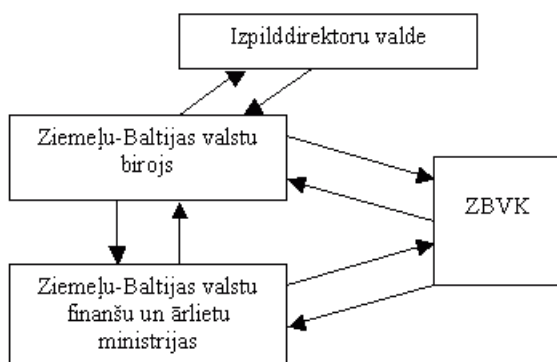 Izpilddirektoru valde
Ziemeļu-Baltijas valstu
birojs
ZBVK
Ziemeļu-Baltijas valstu
finanšu un ārlietu
ministrijas